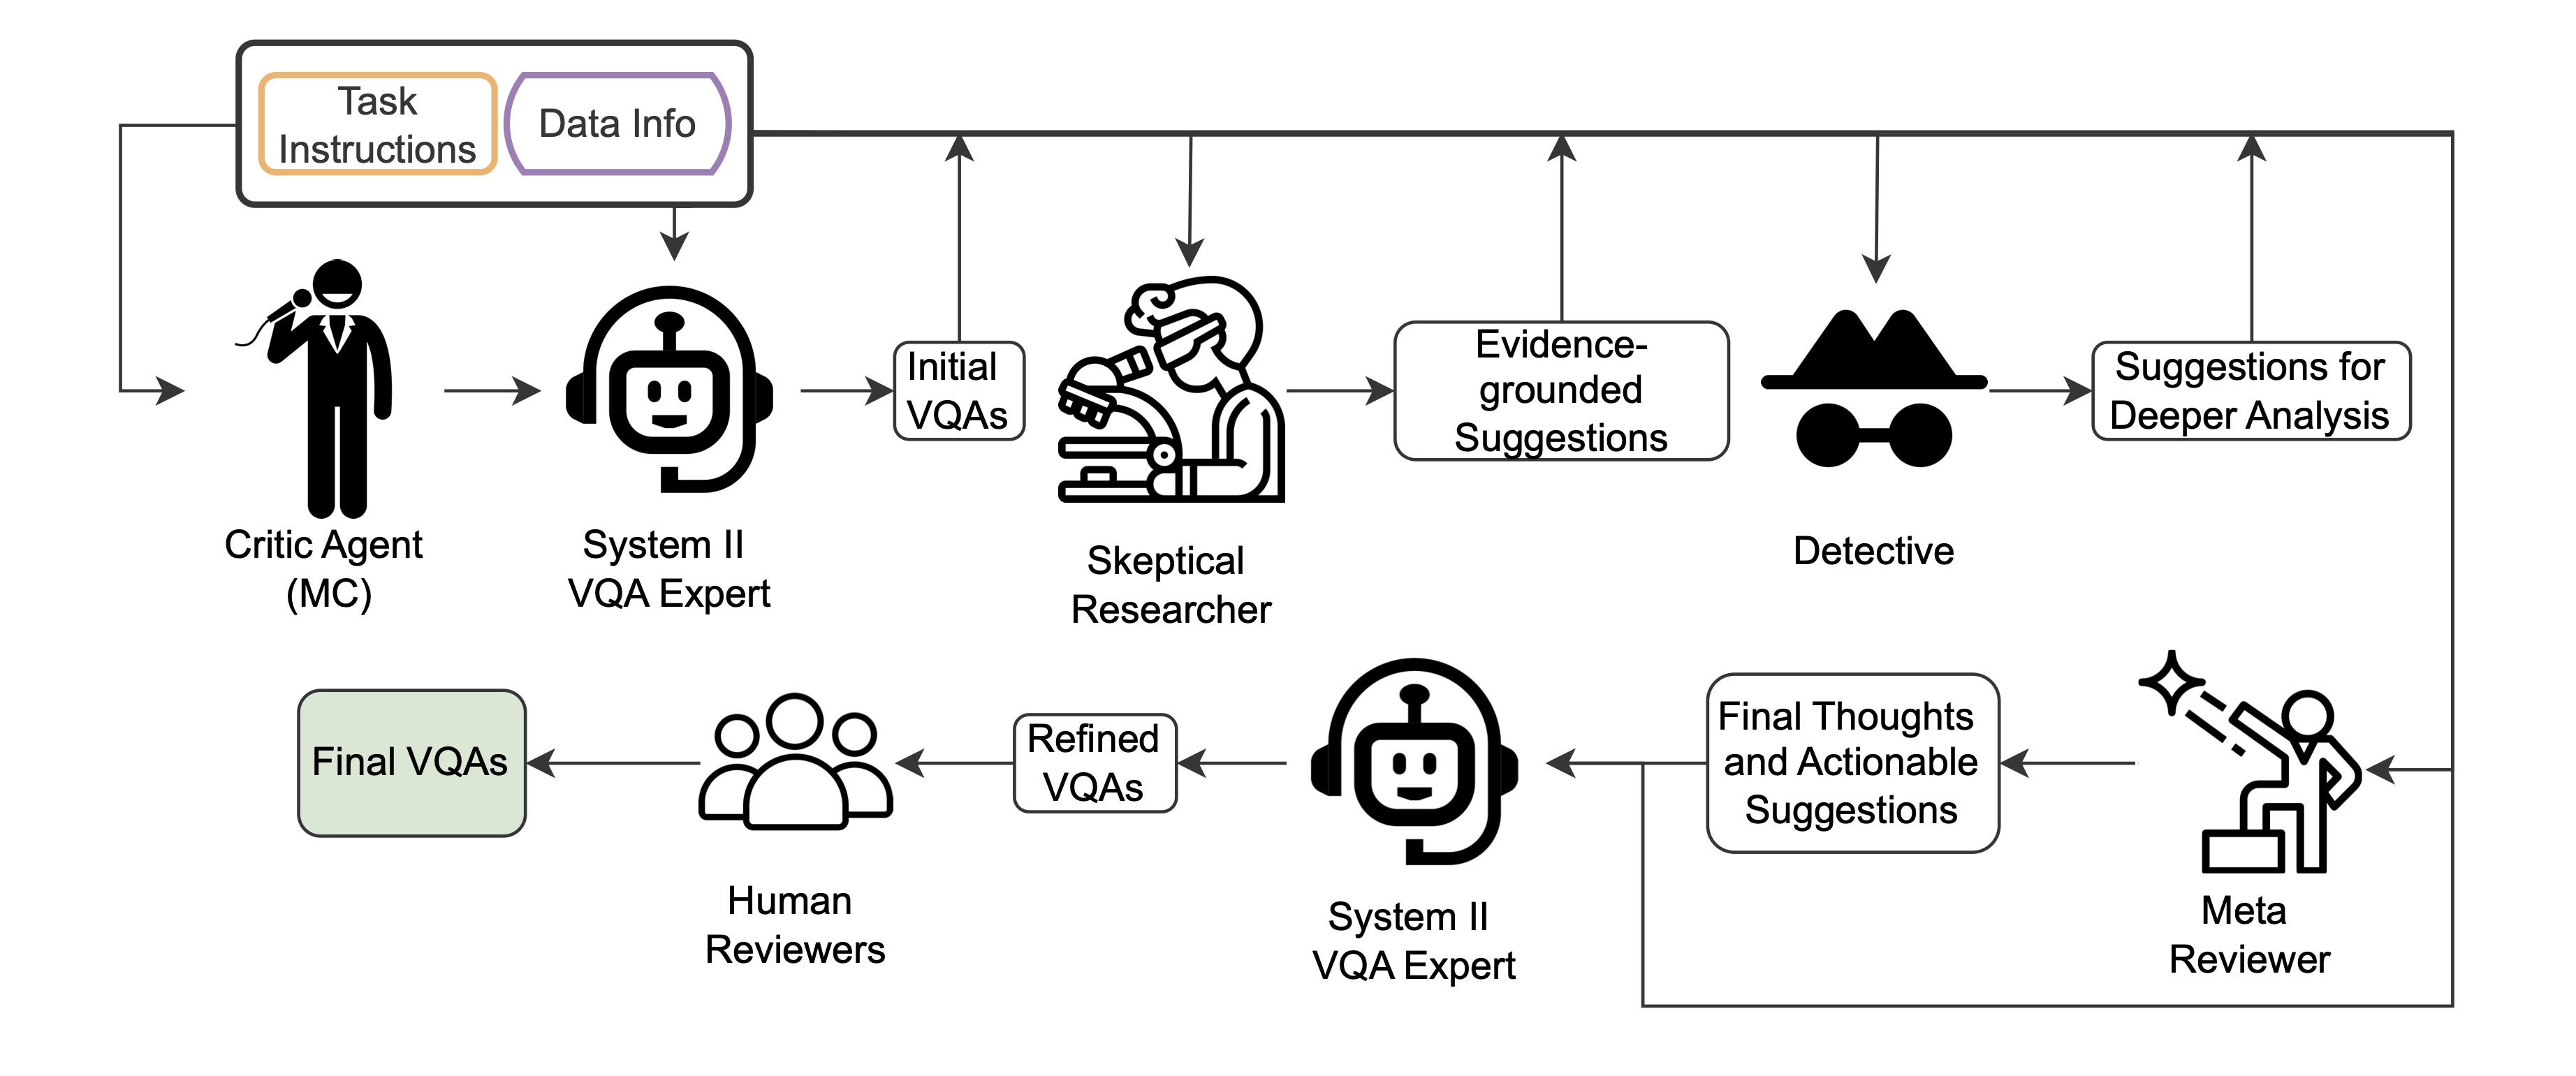 Task
Instructions
Data Info
Initial
VQAs
Evidence-
grounded
Suggestions
Suggestions for
Deeper Analysis
Critic Agent
(MC)
System II
VQA Expert
Skeptical
Researcher
Detective
Final VQAs
Refined
VQAs
Final Thoughts
and Actionable
Suggestions
Human
Reviewers
System II
VQA Expert
Meta
Reviewer